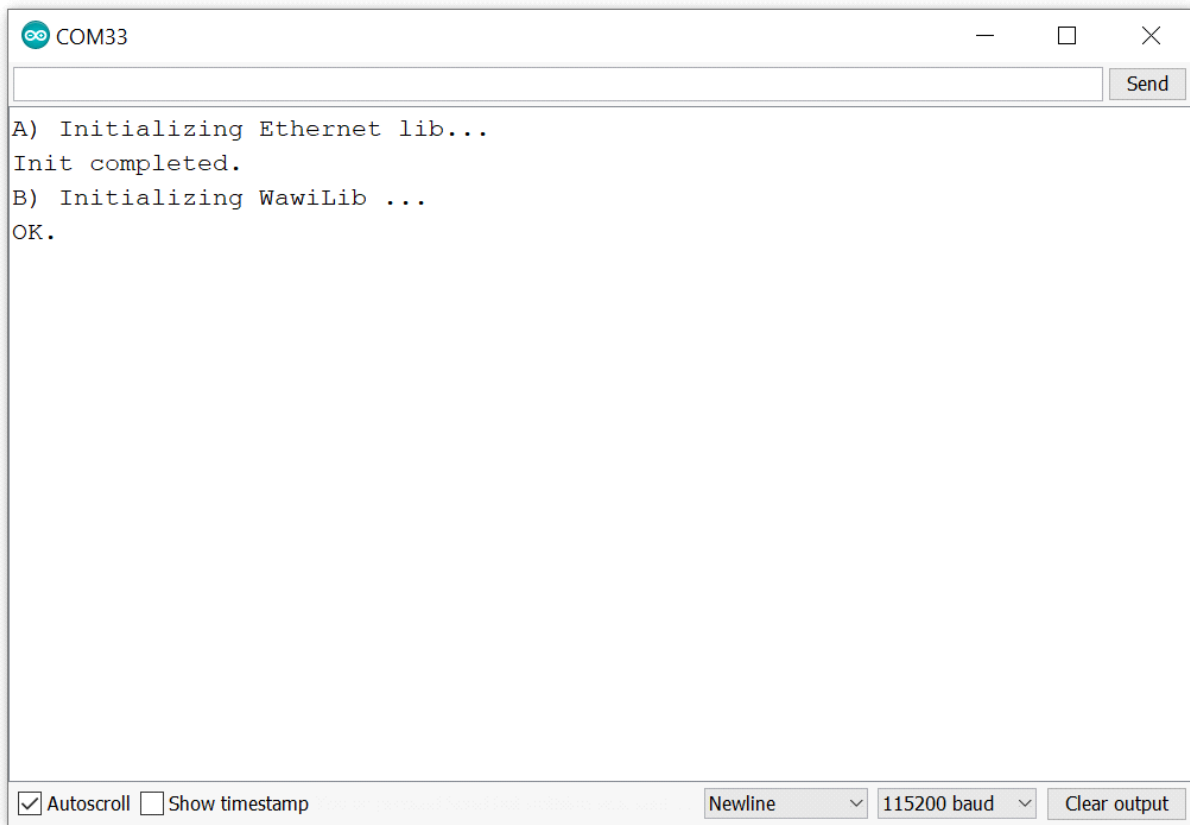 COM33
Send
A) Initializing Ethernet lib...
Init completed.
B) Initializing WawiLib ...
OK.
Autoscroll Show timestamp Newline 115200 baud Clear output